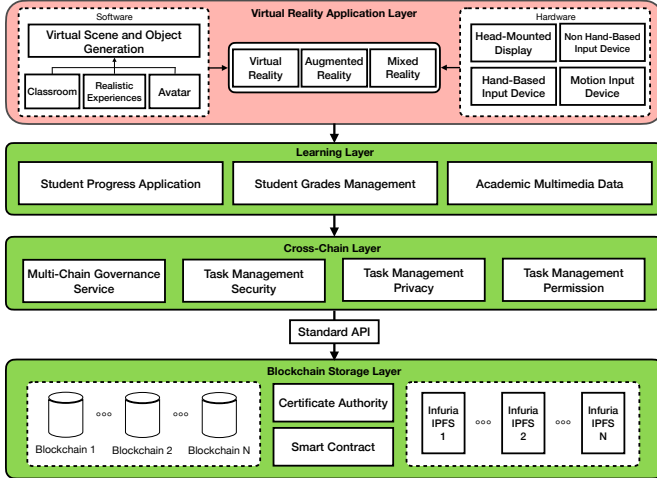 Virtual Reality Application Layer
Software
Virtual Scene and Object
Generation
Classroom
Realistic
Experiences
Avatar
Virtual
Reality
Augmented
Reality
Mixed
Reality
Hardware
Head-Mounted
Display
Non Hand-Based
Input Device
Hand-Based
Input Device
Motion Input
Device
Learning Layer
Student Progress Application
Student Grades Management
Academic Multimedia Data
Cross-Chain Layer
Multi-Chain Governance
Service
Task Management
Security
Task Management
Privacy
Task Management
Permission
Standard API
Blockchain Storage Layer
Blockchain 1
Blockchain 2
Blockchain N
Certificate Authority
Smart Contract
Infuria
IPFS
1
Infuria
IPFS
2
Infuria
IPFS
N